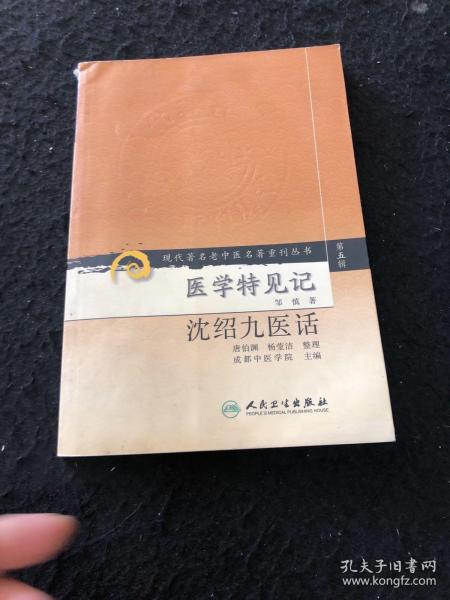 现代著名老中医名著重刊丛书
第五辑
医学特见记
邹慎 著
沈绍九医话
唐伯渊 杨莹洁 整理
成都中医学院 主编
人民卫生出版社
PEOPLE'S MEDICAL PUBLISHING HOUSE
孔夫子旧书网
www.kongfz.com